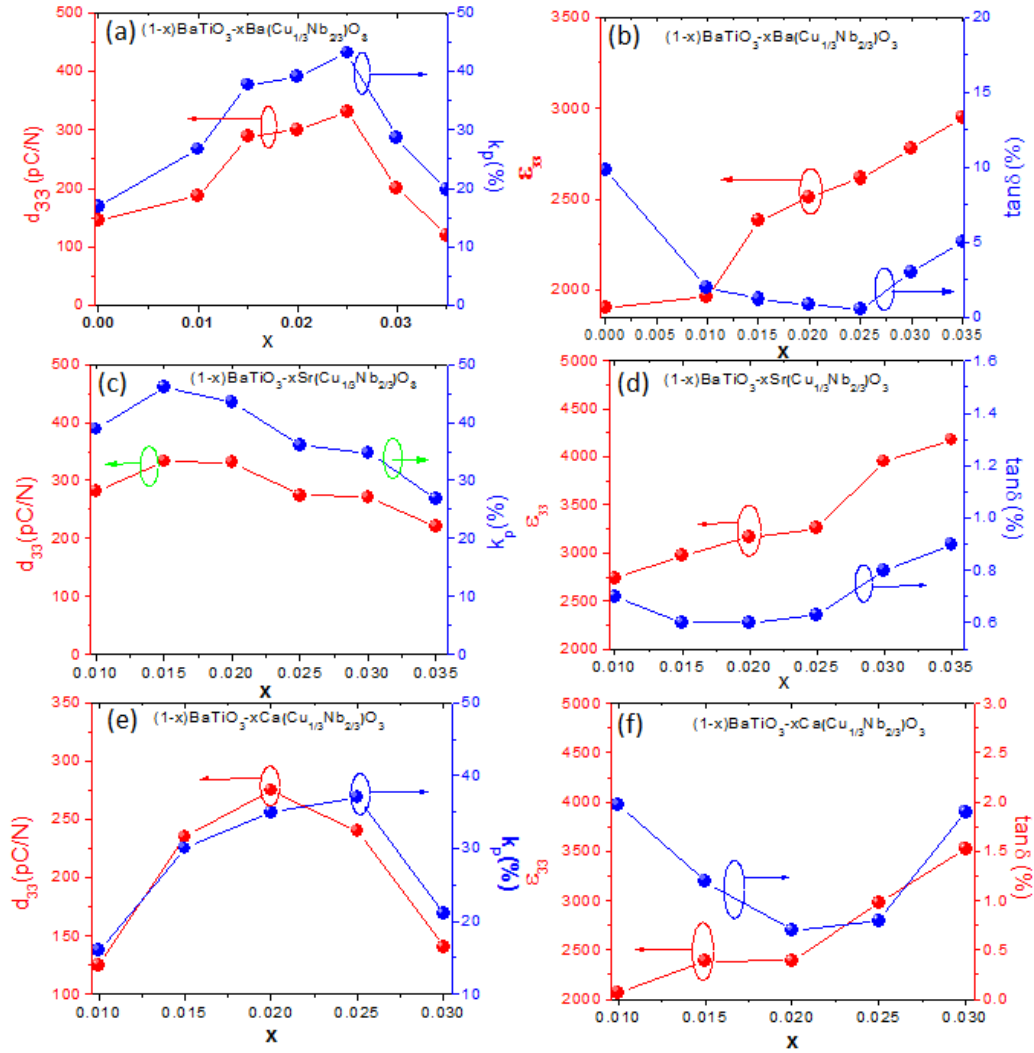 (a) (1-x)BaTiO3-xBa(Cu1/3Nb2/3)O3
d33 (pC/N)
500
400
300
200
100
0
kp(%)
50
40
30
20
10
0
0.00 0.01 0.02 0.03
X
(b) (1-x)BaTiO3-xBa(Cu1/3Nb2/3)O3
ε33
3500
3000
2500
2000
tanδ (%)
20
15
10
5
0
0.000 0.005 0.010 0.015 0.020 0.025 0.030 0.035
x
(c) (1-x)BaTiO3-xSr(Cu1/3Nb2/3)O3
d33(pC/N)
500
400
300
200
100
0
kp(%)
50
40
30
20
10
0
0.010 0.015 0.020 0.025 0.030 0.035
x
(d) (1-x)BaTiO3-xSr(Cu1/3Nb2/3)O3
ε33
5000
4500
4000
3500
3000
2500
2000
tanδ (%)
1.6
1.4
1.2
1.0
0.8
0.6
0.010 0.015 0.020 0.025 0.030 0.035
X
(e) (1-x)BaTiO3-xCa(Cu1/3Nb2/3)O3
d33(pC/N)
350
300
250
200
150
100
kp(%)
50
40
30
20
10
0.010 0.015 0.020 0.025 0.030
x
(f) (1-x)BaTiO3-xCa(Cu1/3Nb2/3)O3
ε33
5000
4500
4000
3500
3000
2500
2000
tanδ (%)
3.0
2.5
2.0
1.5
1.0
0.5
0.0
0.010 0.015 0.020 0.025 0.030
x